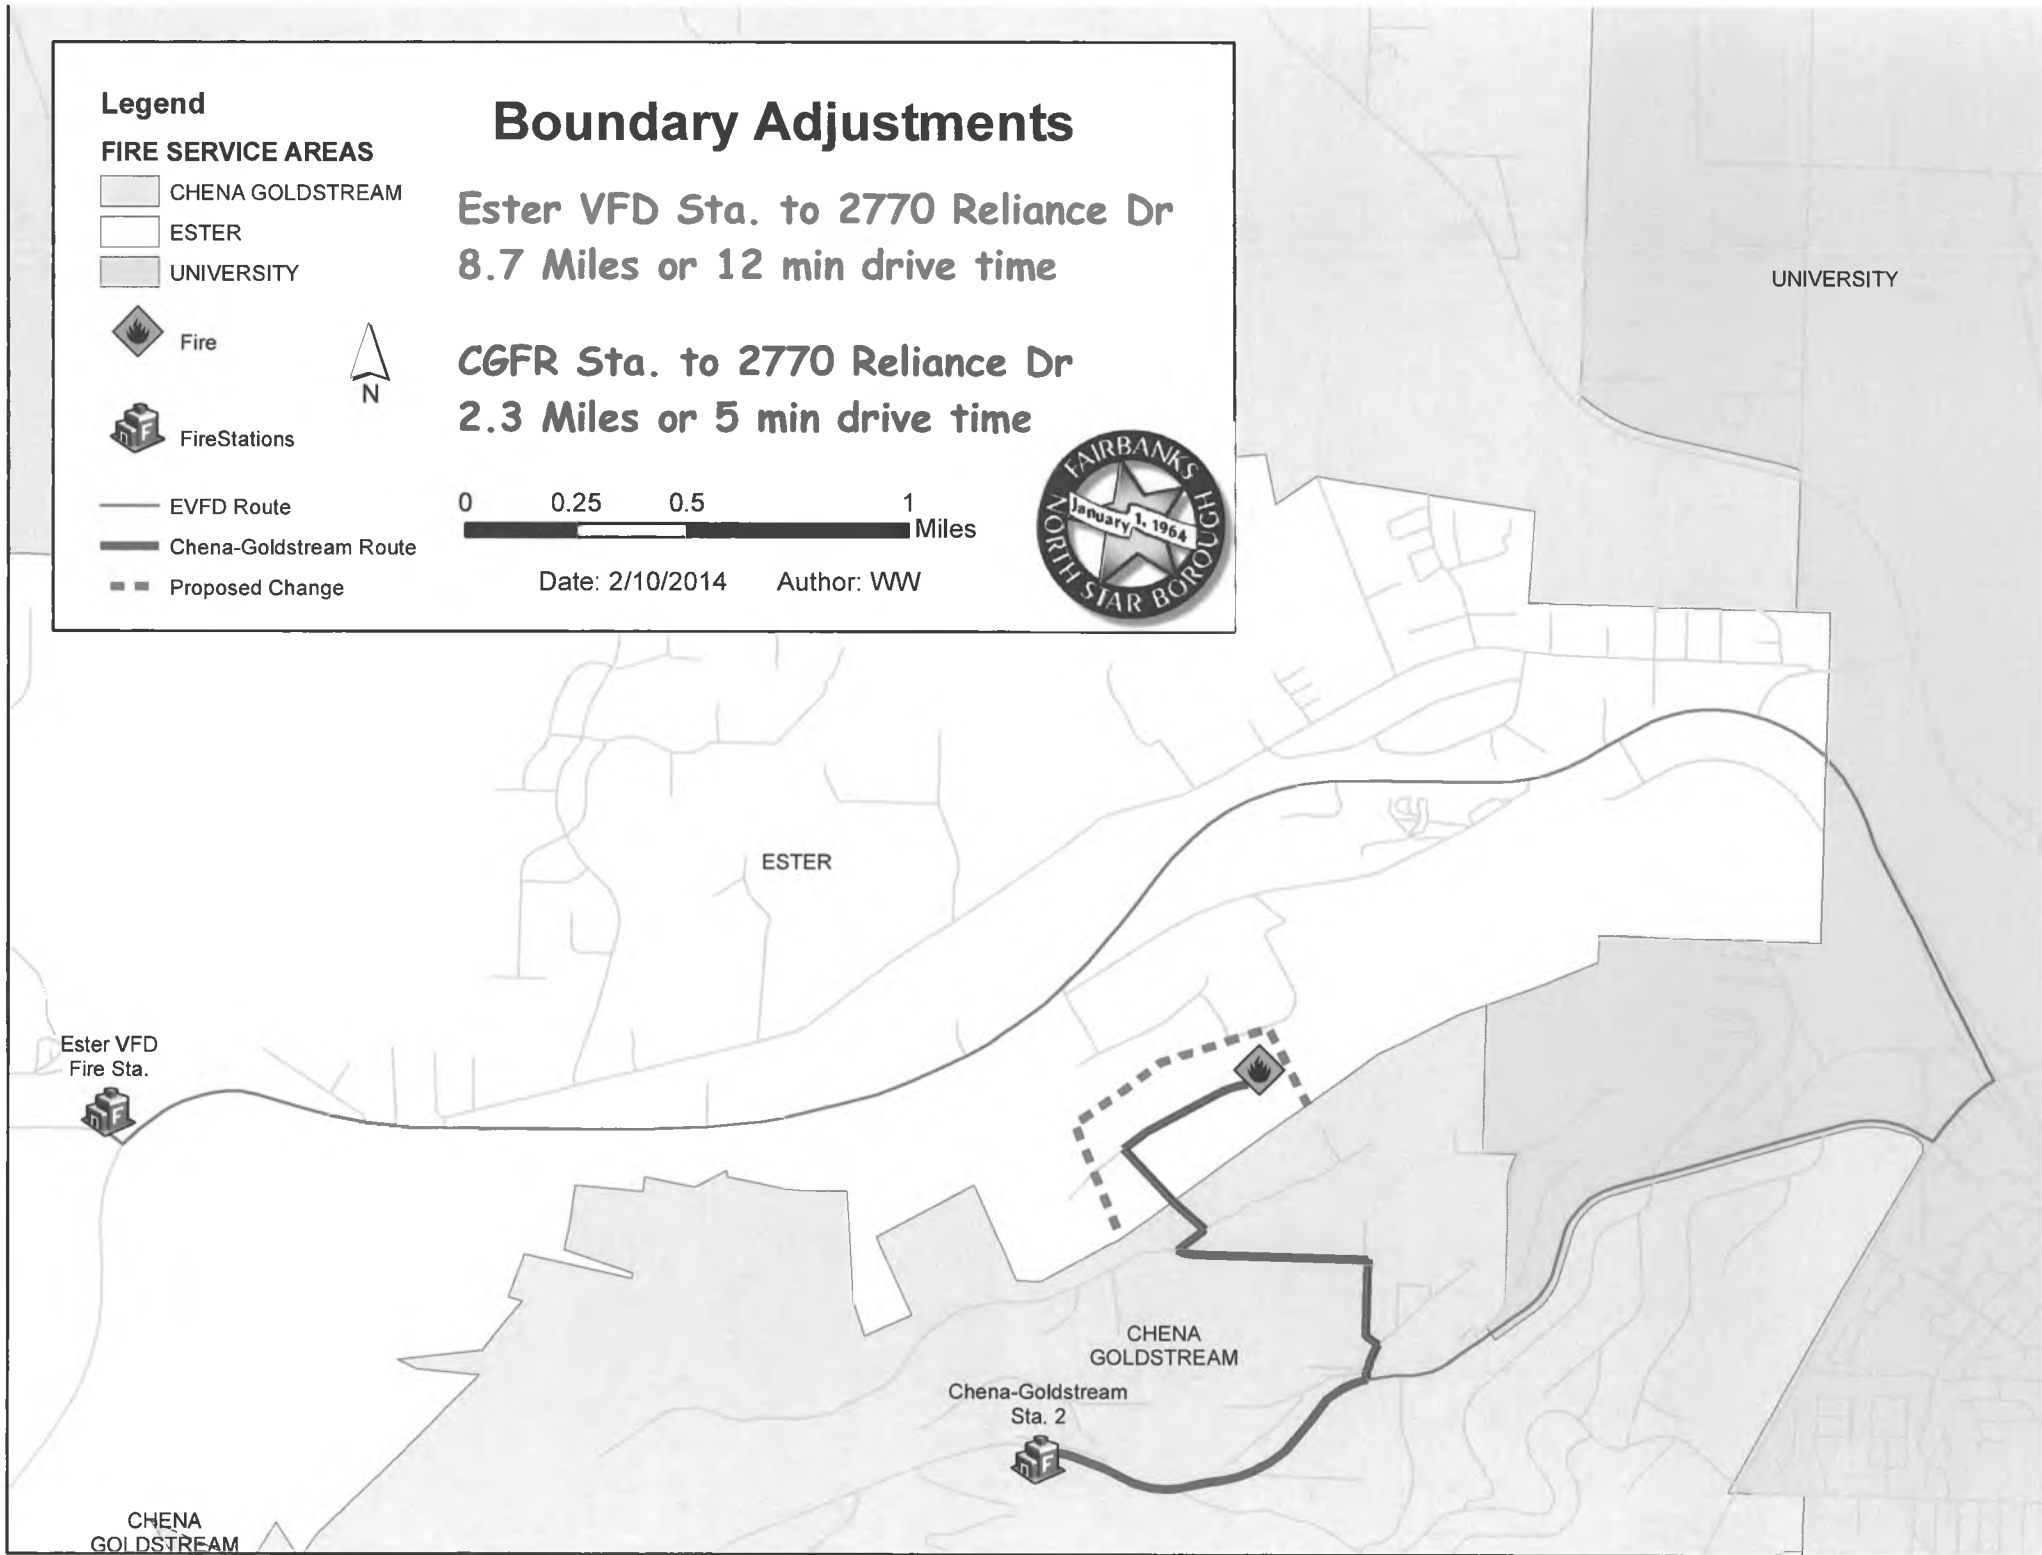 Legend
FIRE SERVICE AREAS
CHENA GOLDSTREAM
ESTER
UNIVERSITY
Fire
N
FireStations
EVFD Route
Chena-Goldstream Route
Proposed Change
Boundary Adjustments
Ester VFD Sta. to 2770 Reliance Dr
8.7 Miles or 12 min drive time
CGFR Sta. to 2770 Reliance Dr
2.3 Miles or 5 min drive time
0 0.25 0.5 1
Miles
Date: 2/10/2014 Author: WW
FAIRBANKS
NORTH STAR BOROUGH
January 1, 1964
UNIVERSITY
ESTER
Ester VFD
Fire Sta.
F
CHENA
GOLDSTREAM
Chena-Goldstream
Sta. 2
F
CHENA
GOLDSTREAM